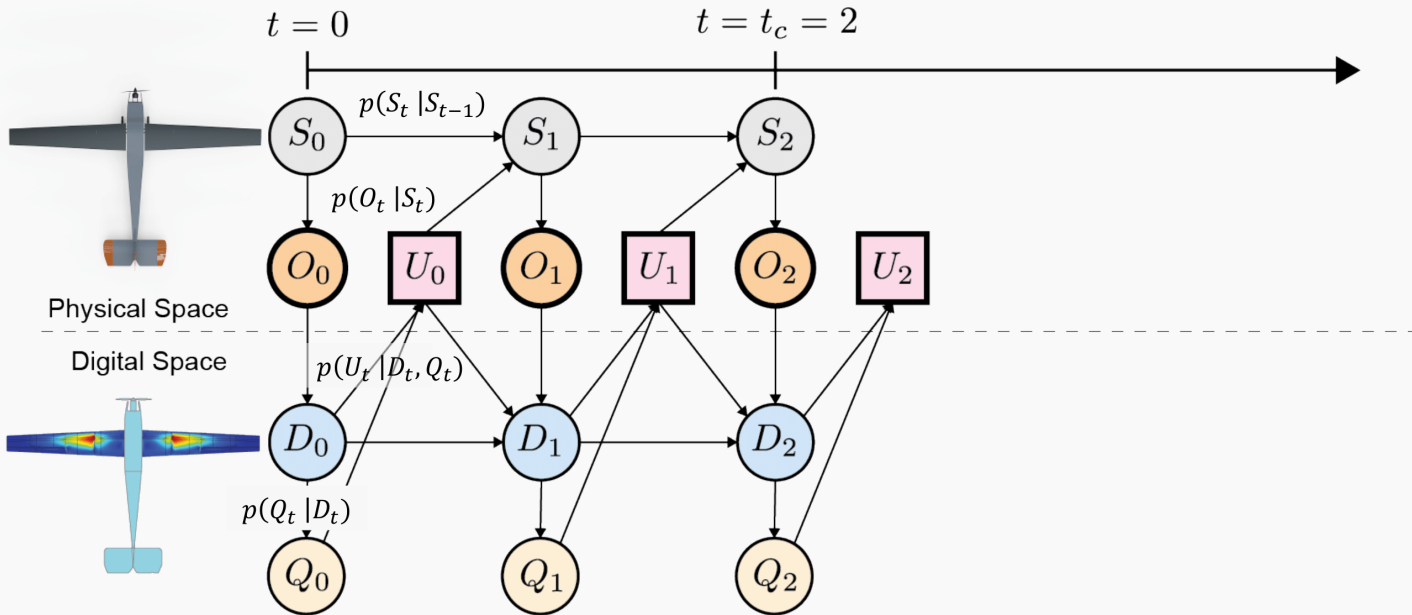 t = 0
t = t_c = 2
S_0
p(S_t |S_{t−1})
S_1
S_2
p(O_t |S_t)
O_0
U_0
O_1
U_1
O_2
U_2
Physical Space
Digital Space
p(U_t |D_t, Q_t)
D_0
D_1
D_2
p(Q_t |D_t)
Q_0
Q_1
Q_2